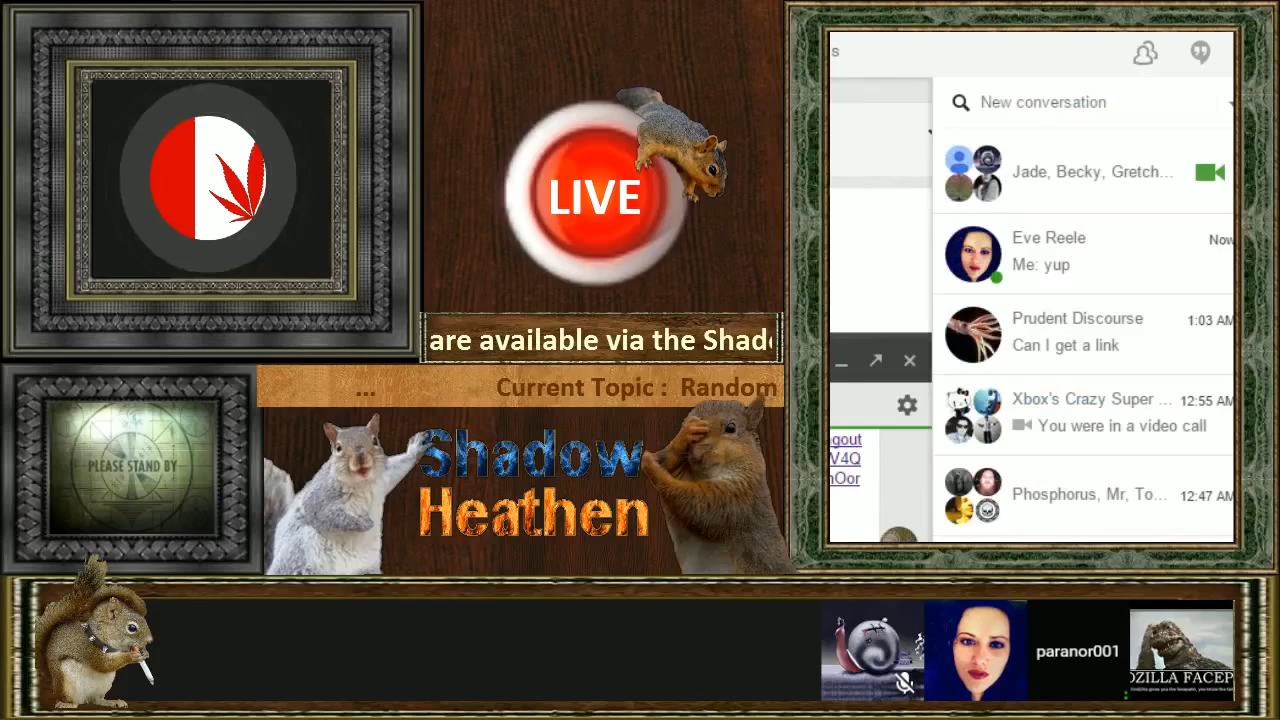 LIVE
are available via the Shad
... Current Topic : Random
PLEASE STAND BY
Shadow
Heathen
s
New conversation
Jade, Becky, Gretch...
Eve Reele
Now
Me: yup
Prudent Discourse
1:03 AM
Can I get a link
Xbox's Crazy Super ...
12:55 AM
You were in a video call
Phosphorus, Mr, To...
12:47 AM
gout
V4Q
nOor
paranor001
DZILLA FACEP